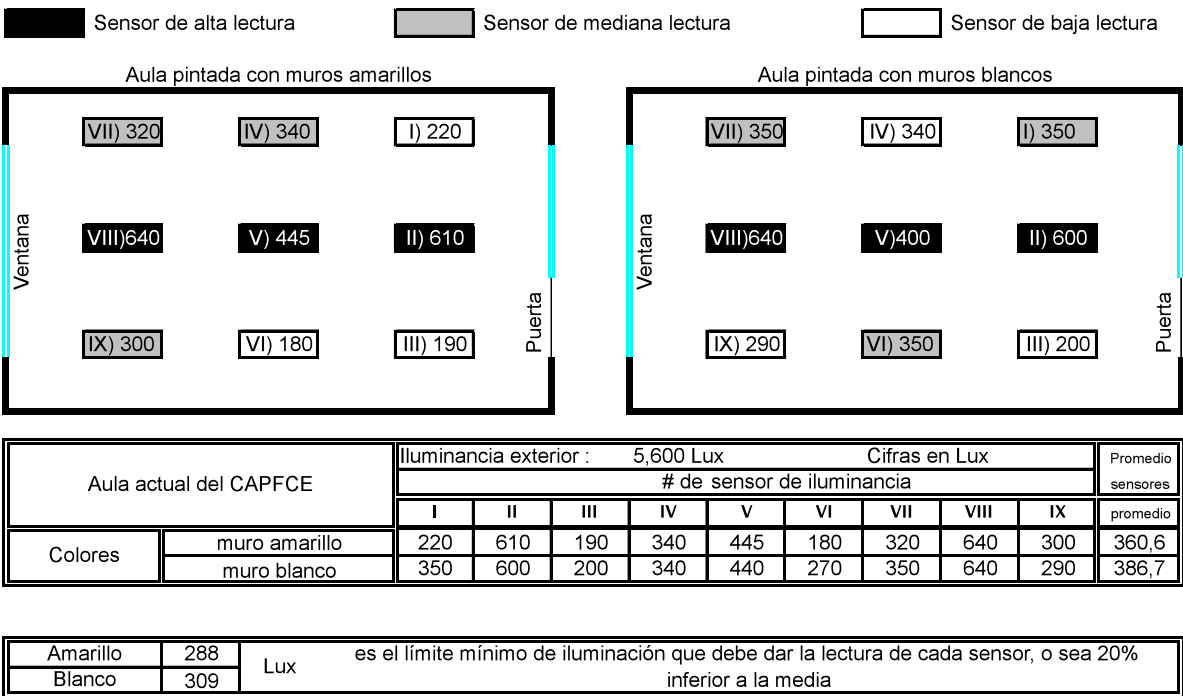 Sensor de alta lectura Sensor de mediana lectura Sensor de baja lectura
Aula pintada con muros amarillos
VII) 320 IV) 340 I) 220
VIII)640 V) 445 II) 610
IX) 300 VI) 180 III) 190
Ventana
Puerta
Aula pintada con muros blancos
VII) 350 IV) 340 I) 350
VIII)640 V)400 II) 600
IX) 290 VI) 350 III) 200
Ventana
Puerta
Aula actual del CAPFCE
Iluminancia exterior : 5,600 Lux Cifras en Lux
# de sensor de iluminancia
Promedio
sensores
I II III IV V VI VII VIII IX promedio
Colores
muro amarillo 220 610 190 340 445 180 320 640 300 360,6
muro blanco 350 600 200 340 440 270 350 640 290 386,7
Amarillo 288
Blanco 309
Lux
es el límite mínimo de iluminación que debe dar la lectura de cada sensor, o sea 20%
inferior a la media